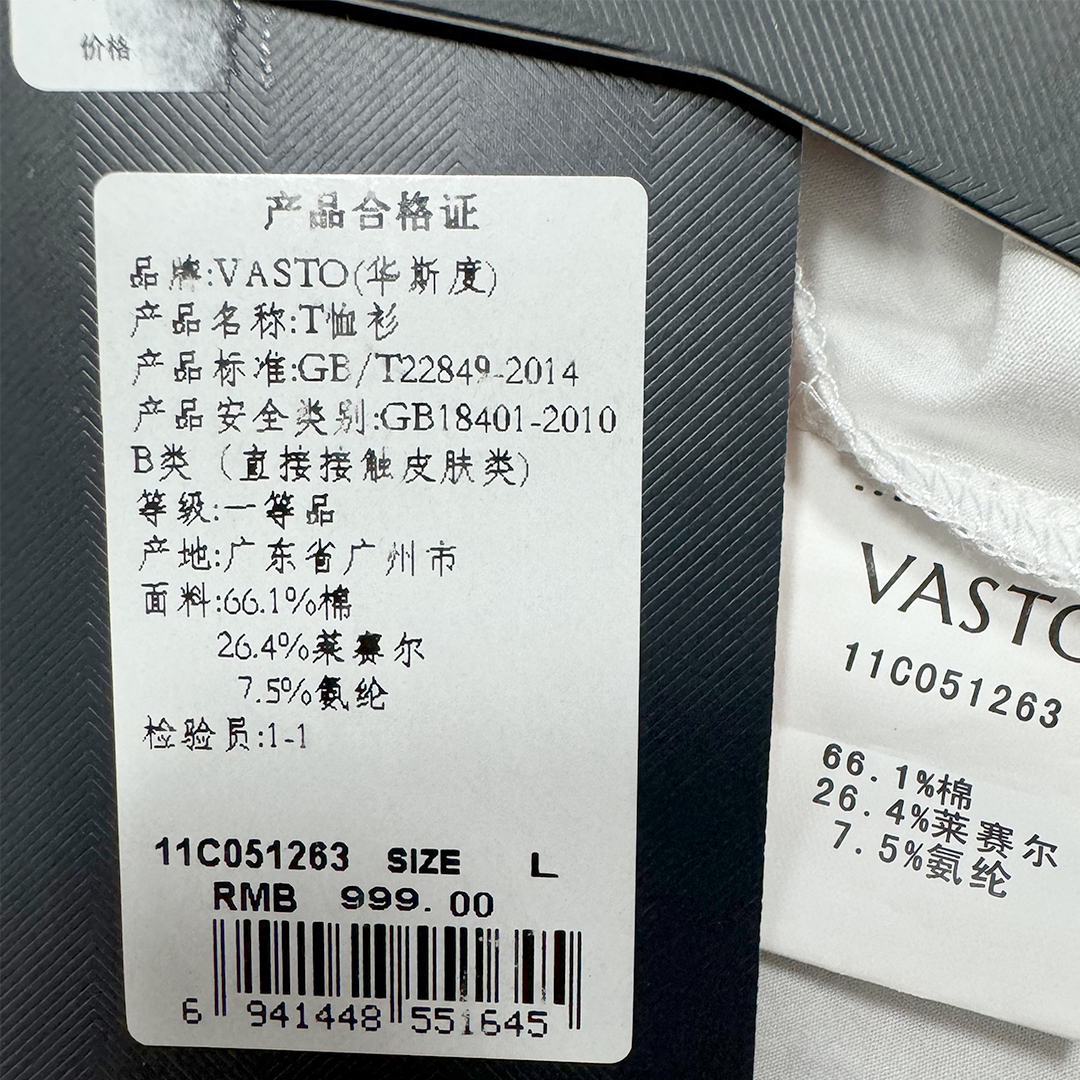 价格
产品合格证
品牌:VASTO(华斯度)
产品名称:T恤衫
产品标准:GB/T22849-2014
产品安全类别:GB18401-2010
B类（直接接触皮肤类）
等级:一等品
产地:广东省广州市
面料:66.1%棉
26.4%莱赛尔
7.5%氨纶
检验员:1-1
11C051263 SIZE L
RMB 999.00
6 941448 551645
VASTO
11C051263
66.1%棉
26.4%莱赛尔
7.5%氨纶